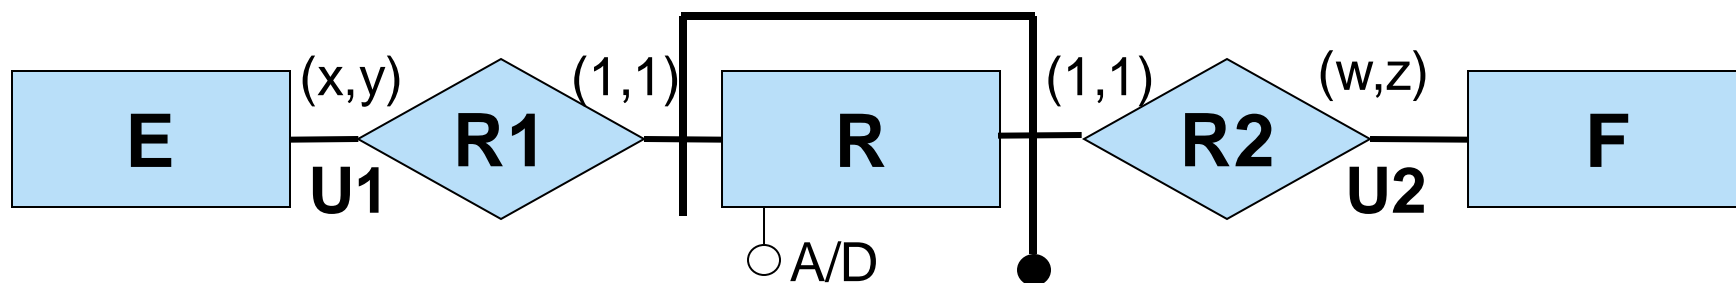 E
(x,y)
U1
R1
(1,1)
R
A/D
(1,1)
R2
(w,z)
U2
F